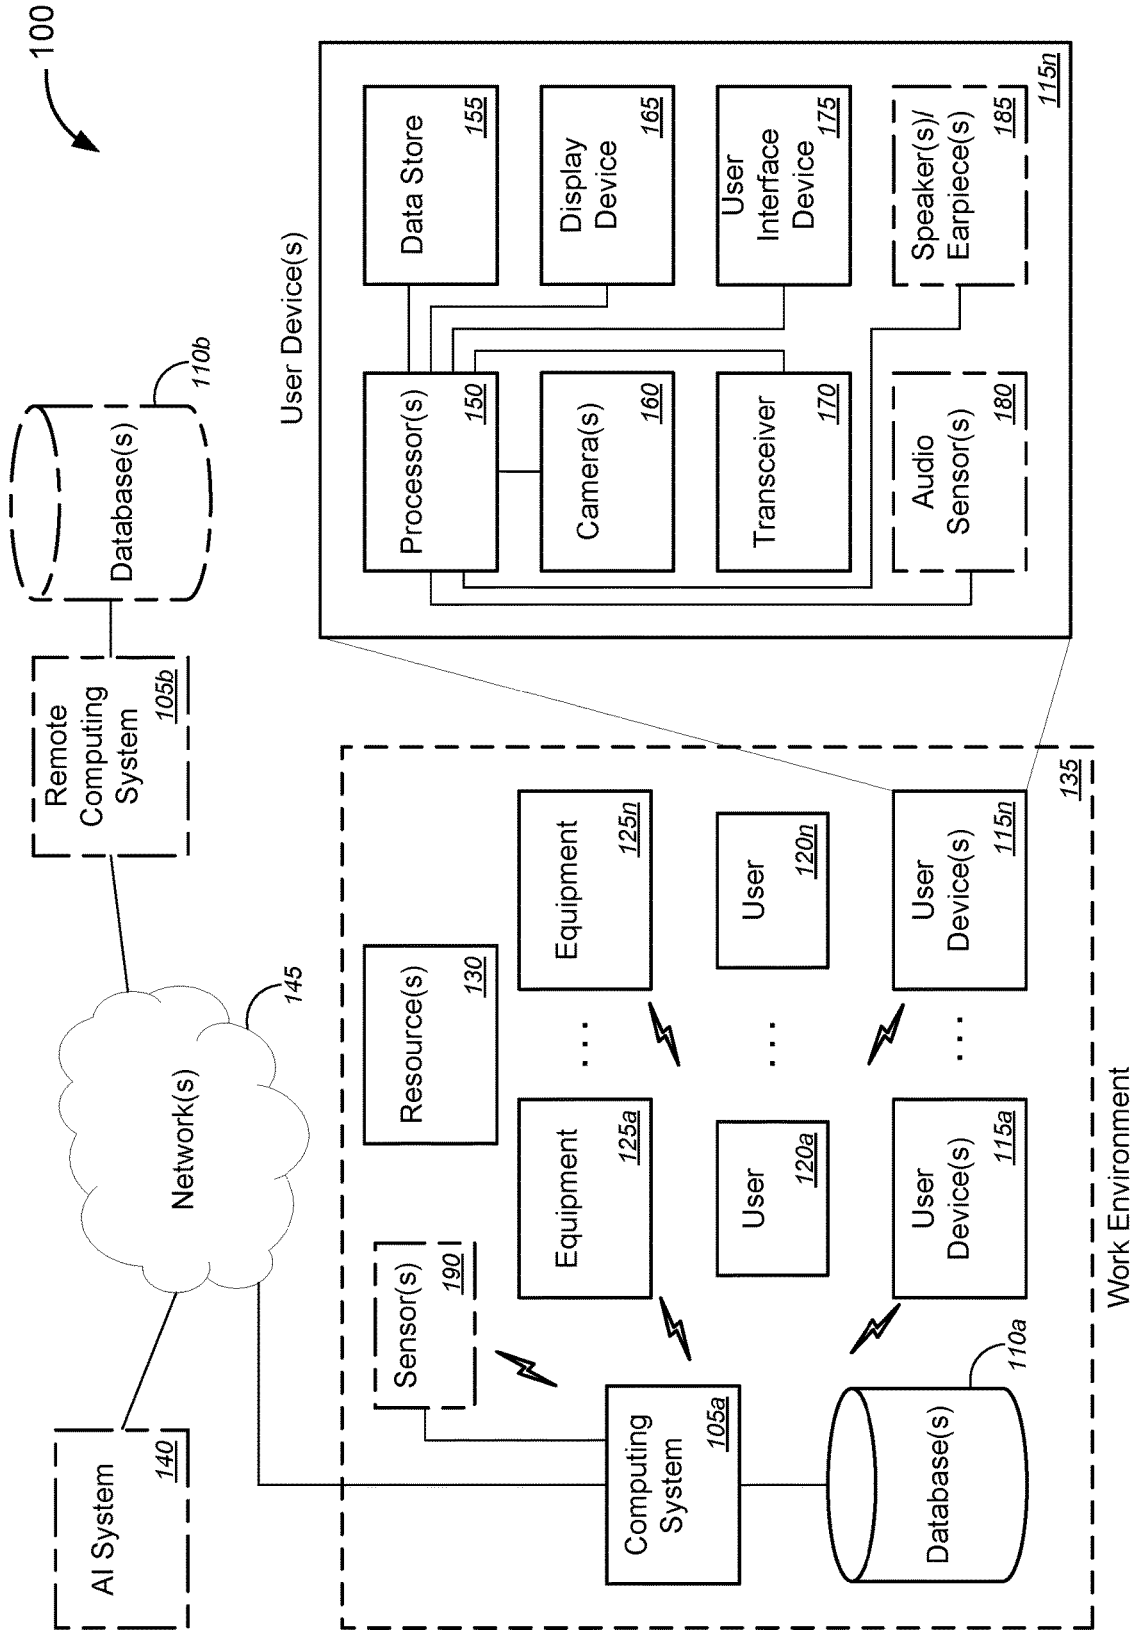 100
AI System
140
Network(s)
145
Remote
Computing
System
105b
Database(s)
110b
Sensor(s)
190
Resource(s)
130
Computing
System
105a
Equipment
125a
...
Equipment
125n
User
120a
...
User
120n
Database(s)
110a
User
Device(s)
115a
...
User
Device(s)
115n
135
Work Environment
User Device(s)
Processor(s)
150
Data Store
155
Camera(s)
160
Display
Device
165
Transceiver
170
User
Interface
Device
175
Audio
Sensor(s)
180
Speaker(s)/
Earpiece(s)
185
115n